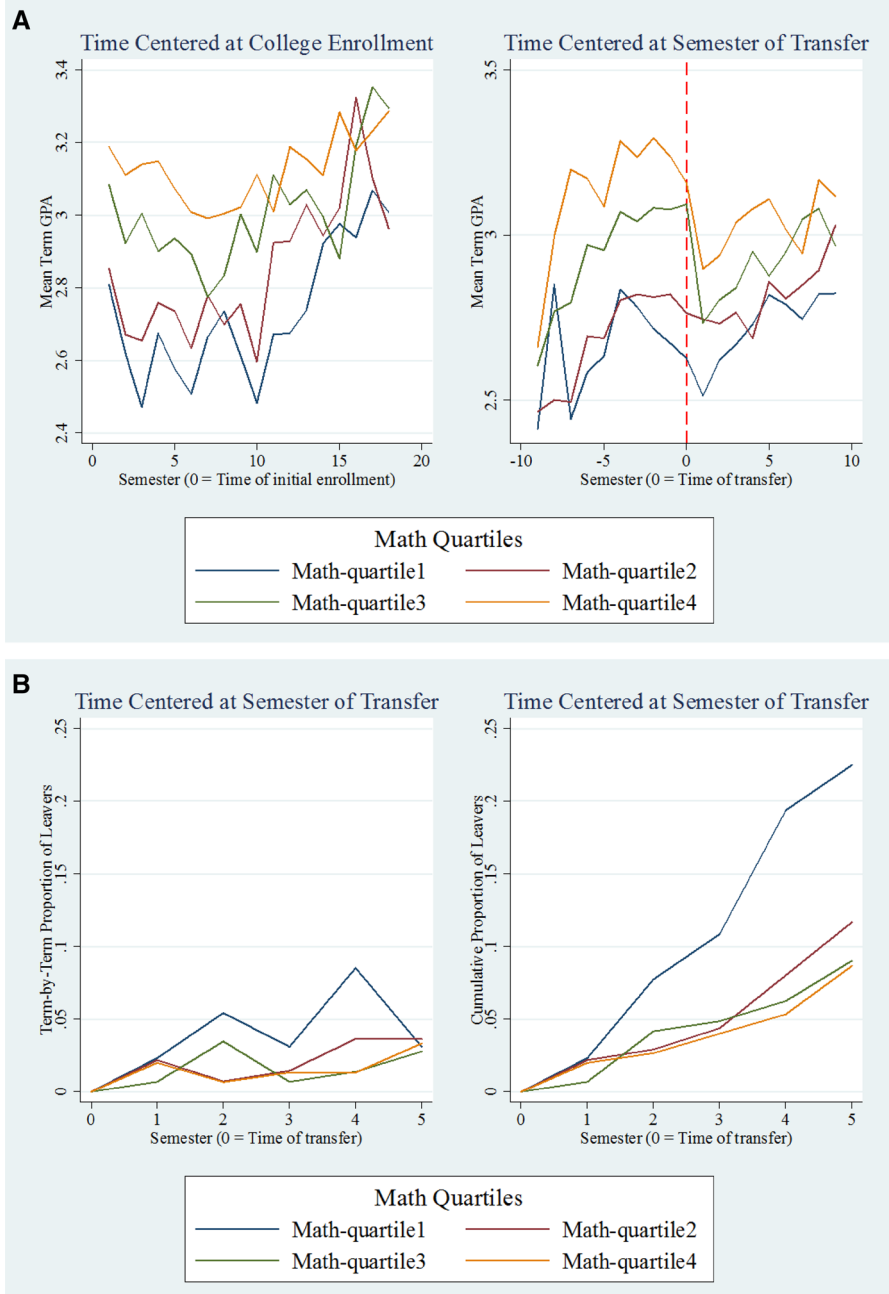 A
Time Centered at College Enrollment
Time Centered at Semester of Transfer
Mean Term GPA
3.4
3.2
3
2.8
2.6
2.4
0 5 10 15 20
Semester (0 = Time of initial enrollment)
Mean Term GPA
3.5
3
2.5
-10 -5 0 5 10
Semester (0 = Time of transfer)
Math Quartiles
Math-quartile1 Math-quartile2
Math-quartile3 Math-quartile4
B
Time Centered at Semester of Transfer
Time Centered at Semester of Transfer
Term-by-Term Proportion of Leavers
.25
.2
.15
.1
.05
0
0 1 2 3 4 5
Semester (0 = Time of transfer)
Cumulative Proportion of Leavers
.25
.2
.15
.1
.05
0
0 1 2 3 4 5
Semester (0 = Time of transfer)
Math Quartiles
Math-quartile1 Math-quartile2
Math-quartile3 Math-quartile4